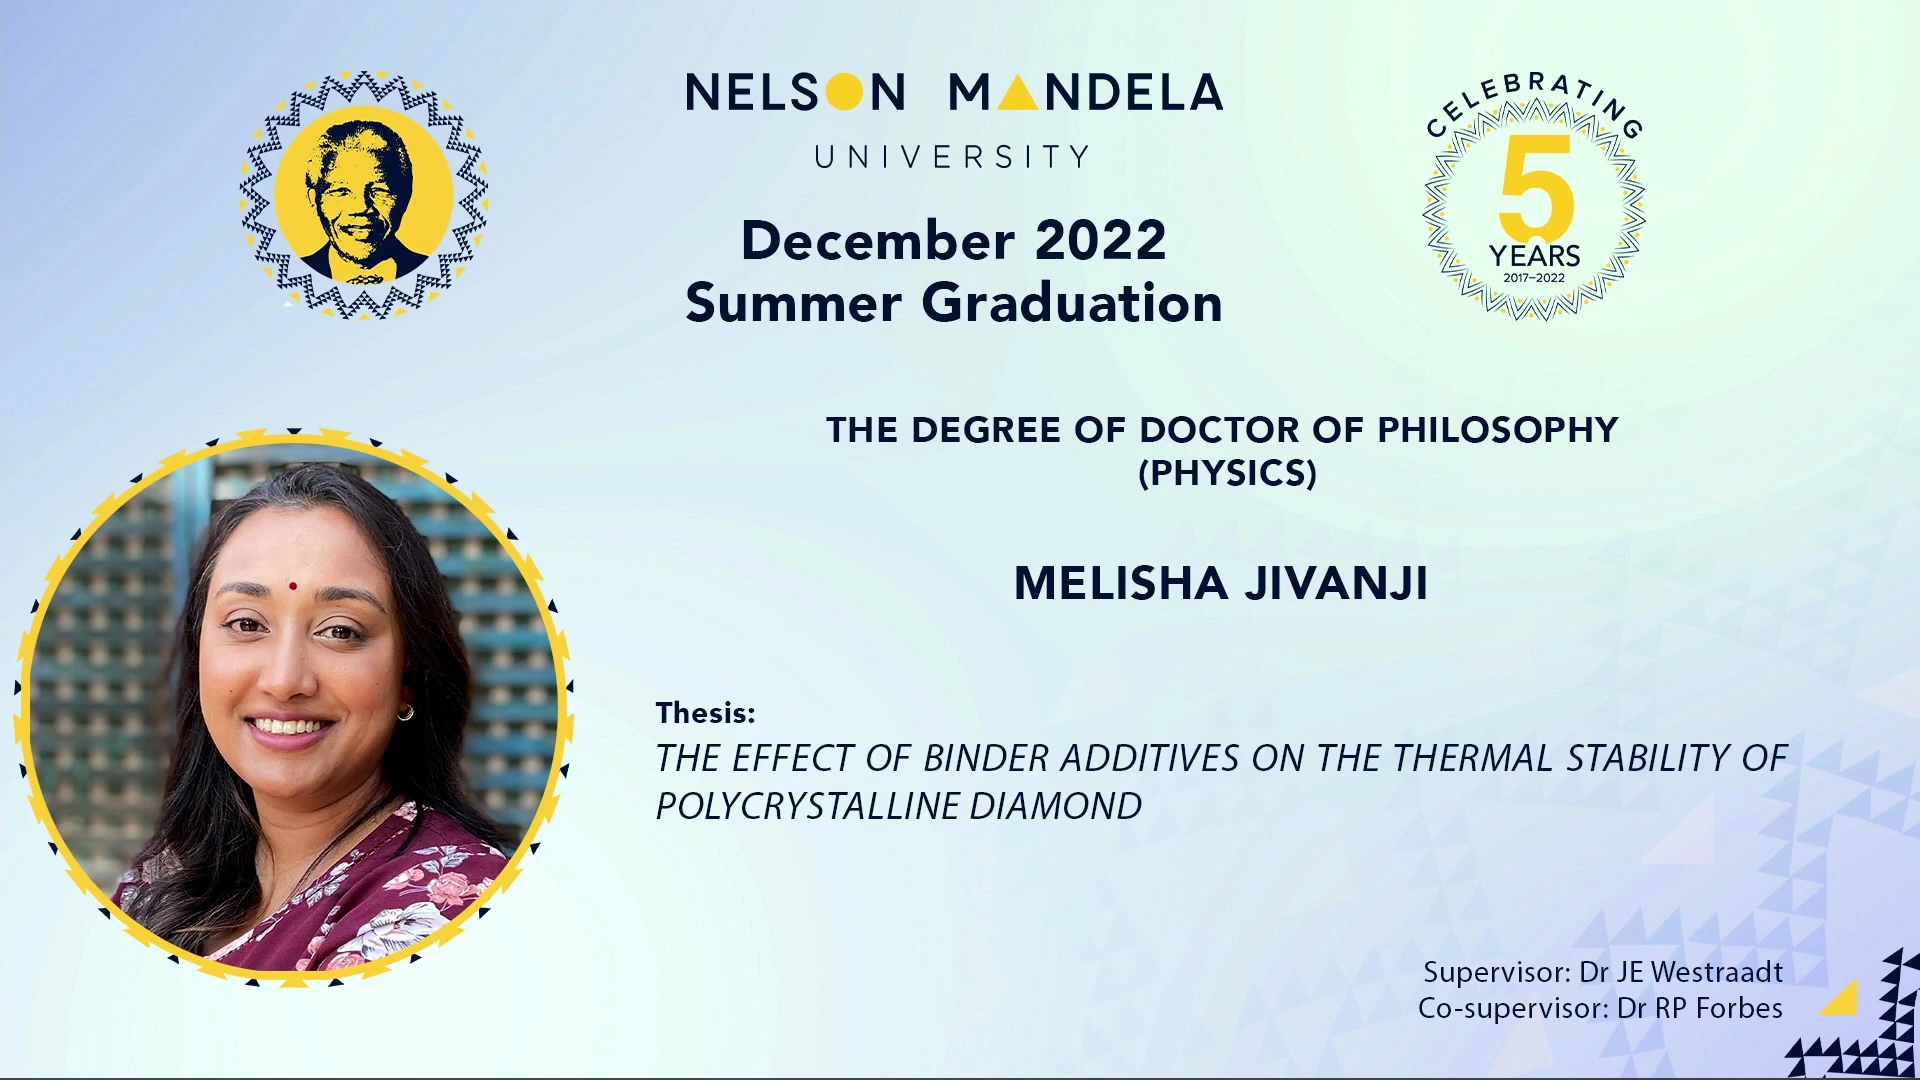 NELSON MANDELA
UNIVERSITY
December 2022
Summer Graduation
CELEBRATING
5
YEARS
2017–2022
THE DEGREE OF DOCTOR OF PHILOSOPHY
(PHYSICS)
MELISHA JIVANJI
Thesis:
THE EFFECT OF BINDER ADDITIVES ON THE THERMAL STABILITY OF
POLYCRYSTALLINE DIAMOND
Supervisor: Dr JE Westraadt
Co-supervisor: Dr RP Forbes